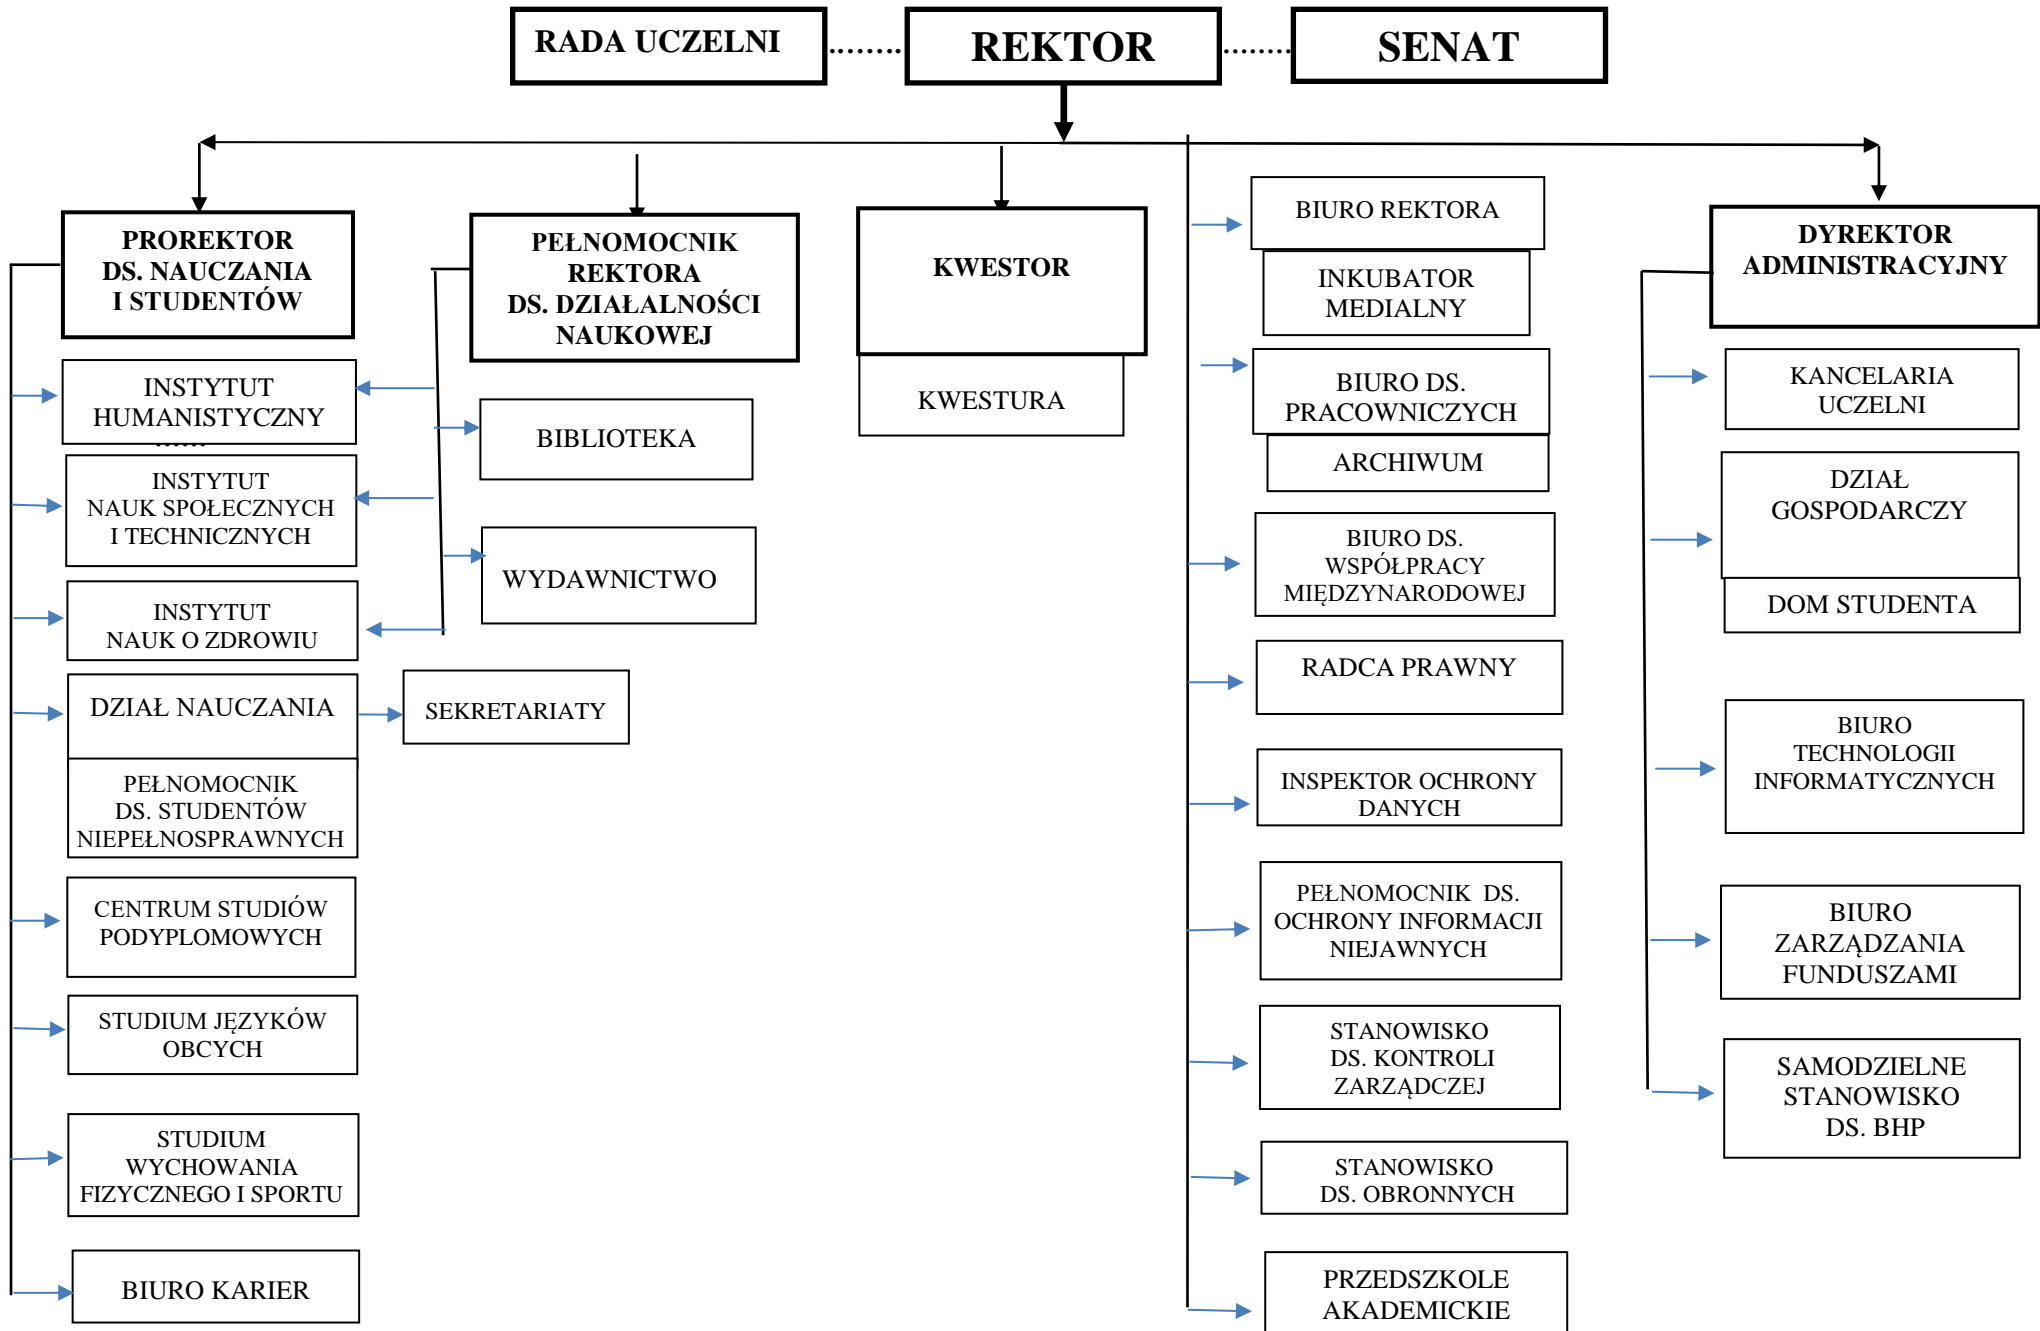 RADA UCZELNI
REKTOR
SENAT
PROREKTOR
DS. NAUCZANIA
I STUDENTÓW
PEŁNOMOCNIK
REKTORA
DS. DZIAŁALNOŚCI
NAUKOWEJ
KWESTOR
KWESTURA
BIURO REKTORA
INKUBATOR
MEDIALNY
DYREKTOR
ADMINISTRACYJNY
INSTYTUT
HUMANISTYCZNY
INSTYTUT
NAUK SPOŁECZNYCH
I TECHNICZNYCH
INSTYTUT
NAUK O ZDROWIU
DZIAŁ NAUCZANIA
SEKRETARIATY
PEŁNOMOCNIK
DS. STUDENTÓW
NIEPEŁNOSPRAWNYCH
CENTRUM STUDIÓW
PODYPLOMOWYCH
STUDIUM JĘZYKÓW
OBCYCH
STUDIUM
WYCHOWANIA
FIZYCZNEGO I SPORTU
BIURO KARIER
BIBLIOTEKA
WYDAWNICTWO
BIURO DS.
PRACOWNICZYCH
ARCHIWUM
BIURO DS.
WSPÓŁPRACY
MIĘDZYNARODOWEJ
RADCA PRAWNY
INSPEKTOR OCHRONY
DANYCH
PEŁNOMOCNIK DS.
OCHRONY INFORMACJI
NIEJAWNYCH
STANOWISKO
DS. KONTROLI
ZARZĄDCZEJ
STANOWISKO
DS. OBRONNYCH
PRZEDSZKOLE
AKADEMICKIE
KANCELARIA
UCZELNI
DZIAŁ
GOSPODARCZY
DOM STUDENTA
BIURO
TECHNOLOGII
INFORMATYCZNYCH
BIURO
ZARZĄDZANIA
FUNDUSZAMI
SAMODZIELNE
STANOWISKO
DS. BHP